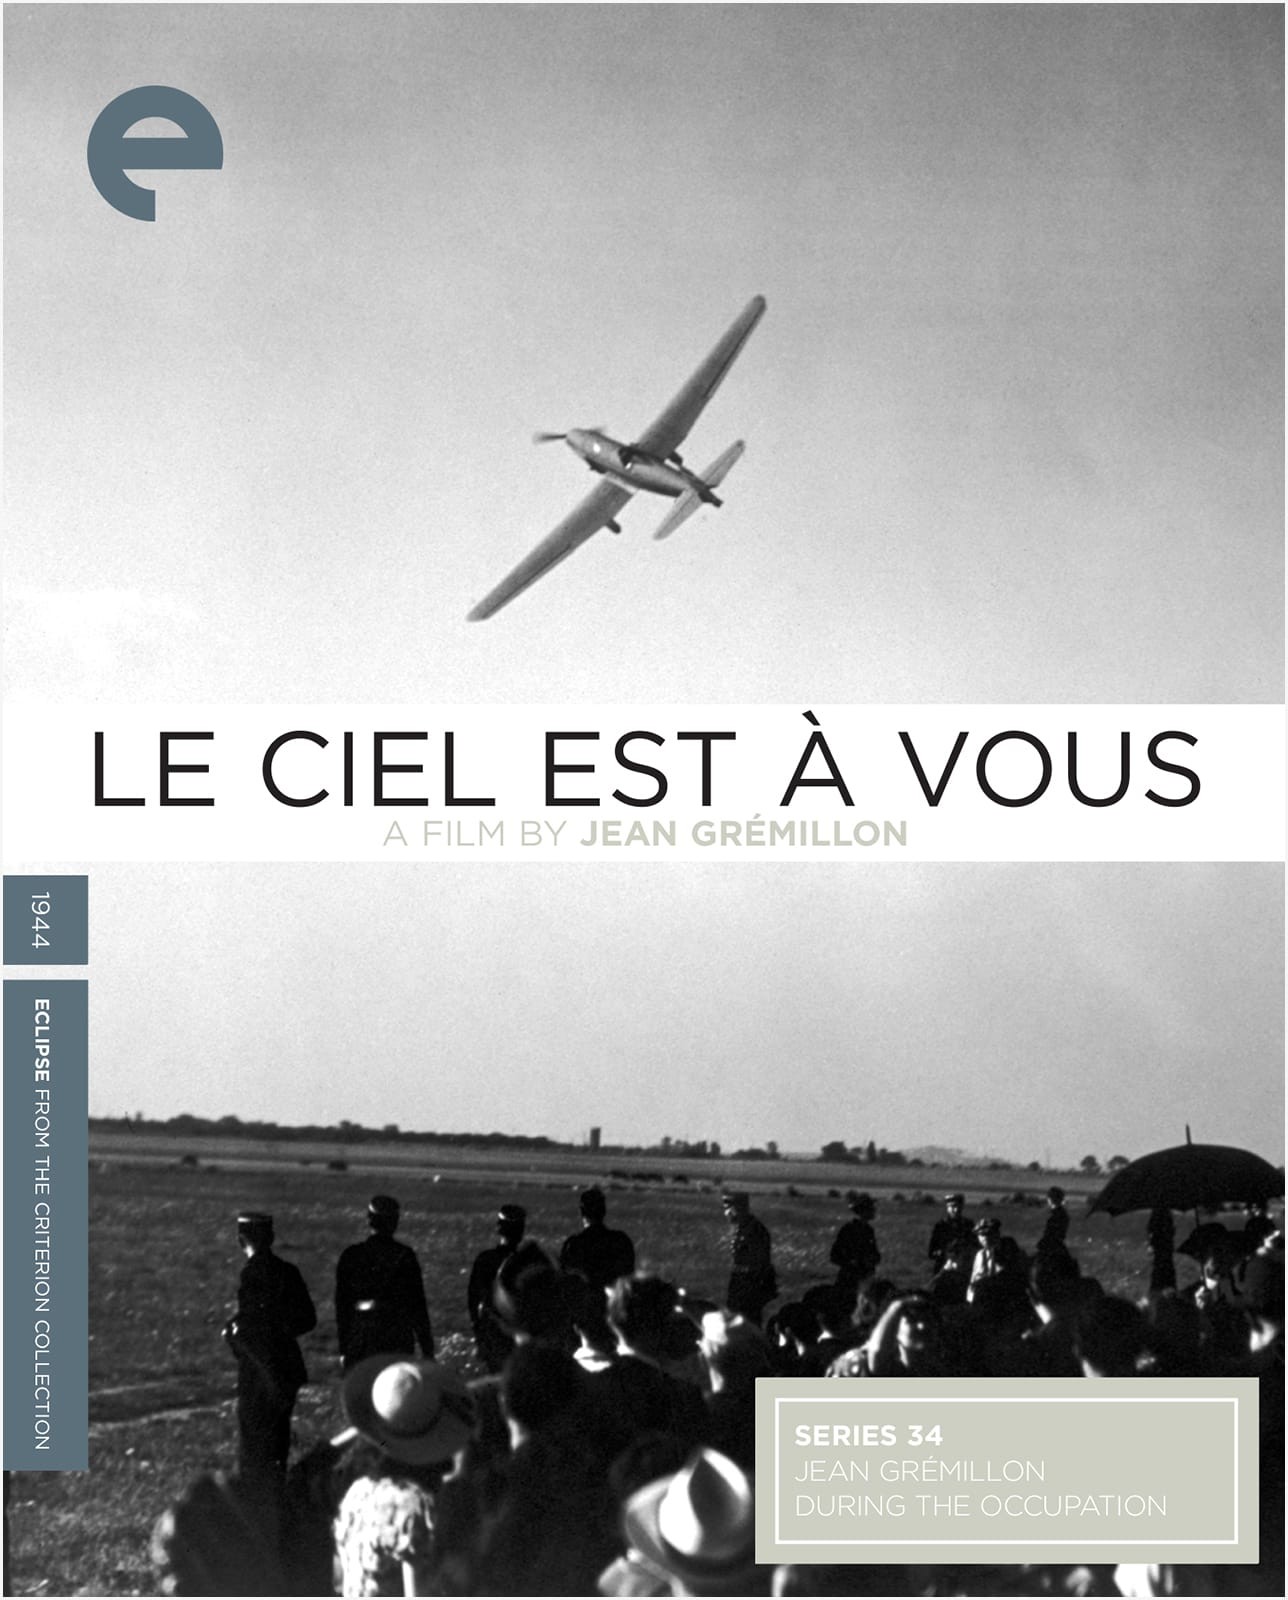 e
LE CIEL EST À VOUS
A FILM BY JEAN GRÉMILLON
1944
ECLIPSE FROM THE CRITERION COLLECTION
SERIES 34
JEAN GRÉMILLON
DURING THE OCCUPATION